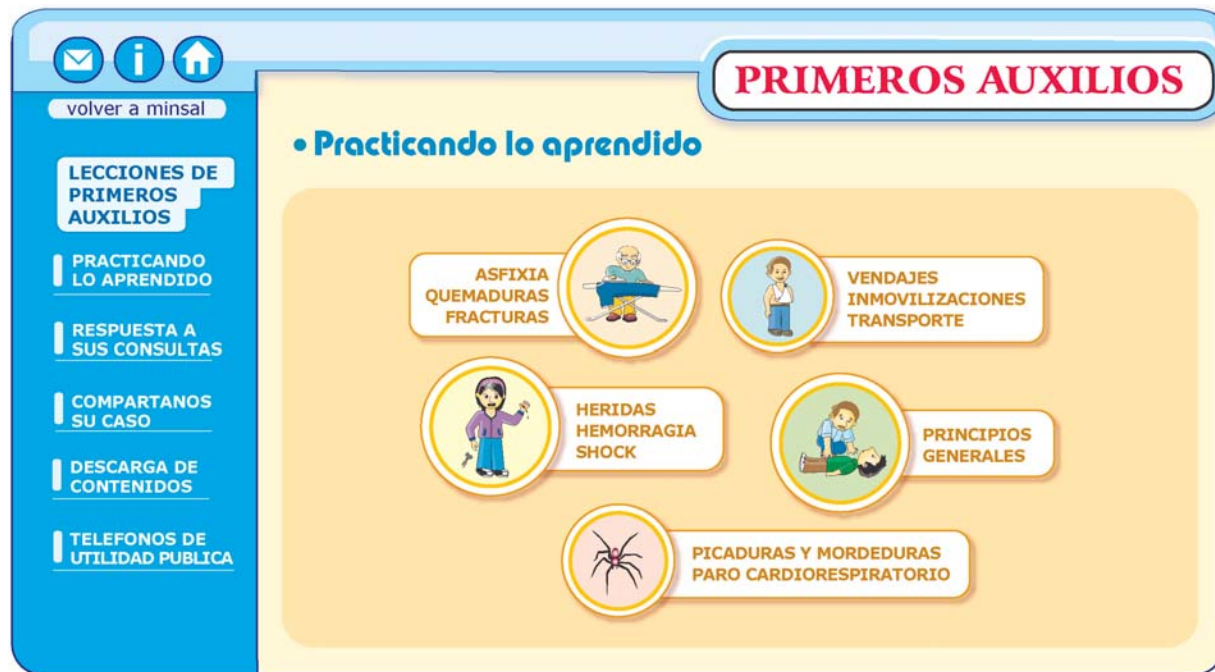 PRIMEROS AUXILIOS
volver a minsal
LECCIONES DE
PRIMEROS
AUXILIOS
PRACTICANDO
LO APRENDIDO
RESPUESTA A
SUS CONSULTAS
COMPARTANOS
SU CASO
DESCARGA DE
CONTENIDOS
TELEFONOS DE
UTILIDAD PUBLICA
• Practicando lo aprendido
ASFIXIA
QUEMADURAS
FRACTURAS
VENDAJES
INMOVILIZACIONES
TRANSPORTE
HERIDAS
HEMORRAGIA
SHOCK
PRINCIPIOS
GENERALES
PICADURAS Y MORDEDURAS
PARO CARDIORESPIRATORIO